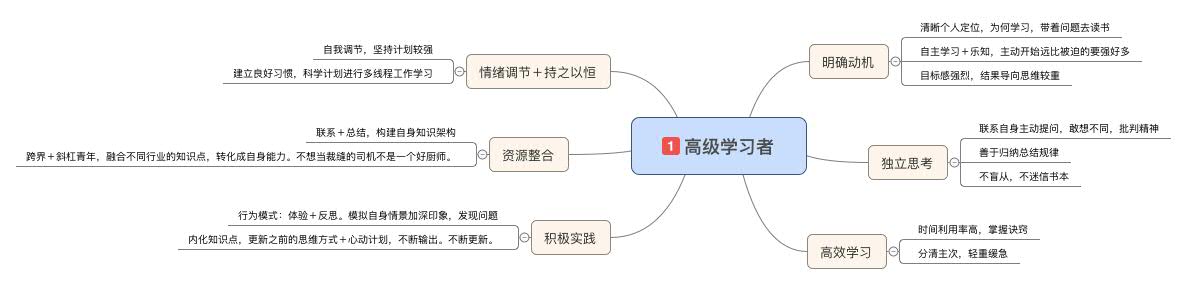 1 高级学习者
明确动机
清晰个人定位，为何学习，带着问题去读书
自主学习＋乐知，主动开始远比被迫的要强好多
目标感强烈，结果导向思维较重
独立思考
联系自身主动提问，敢想不同，批判精神
善于归纳总结规律
不盲从，不迷信书本
高效学习
时间利用率高，掌握诀窍
分清主次，轻重缓急
情绪调节＋持之以恒
自我调节，坚持计划较强
建立良好习惯，科学计划进行多线程工作学习
资源整合
联系＋总结，构建自身知识架构
跨界＋斜杠青年，融合不同行业的知识点，转化成自身能力。不想当裁缝的司机不是一个好厨师。
积极实践
行为模式：体验＋反思。模拟自身情景加深印象，发现问题
内化知识点，更新之前的思维方式＋心动计划，不断输出。不断更新。